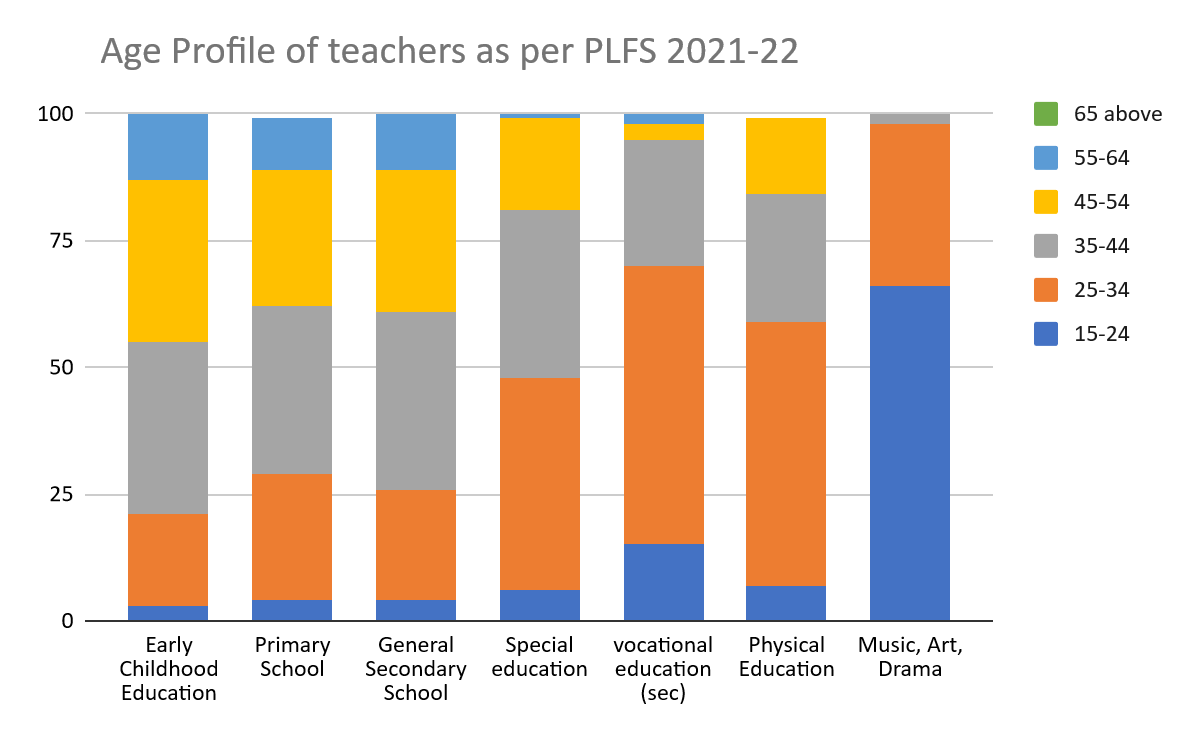 Age Profile of teachers as per PLFS 2021-22
100
75
50
25
0
65 above
55-64
45-54
35-44
25-34
15-24
Early
Childhood
Education
Primary
School
General
Secondary
School
Special
education
vocational
education
(sec)
Physical
Education
Music, Art,
Drama